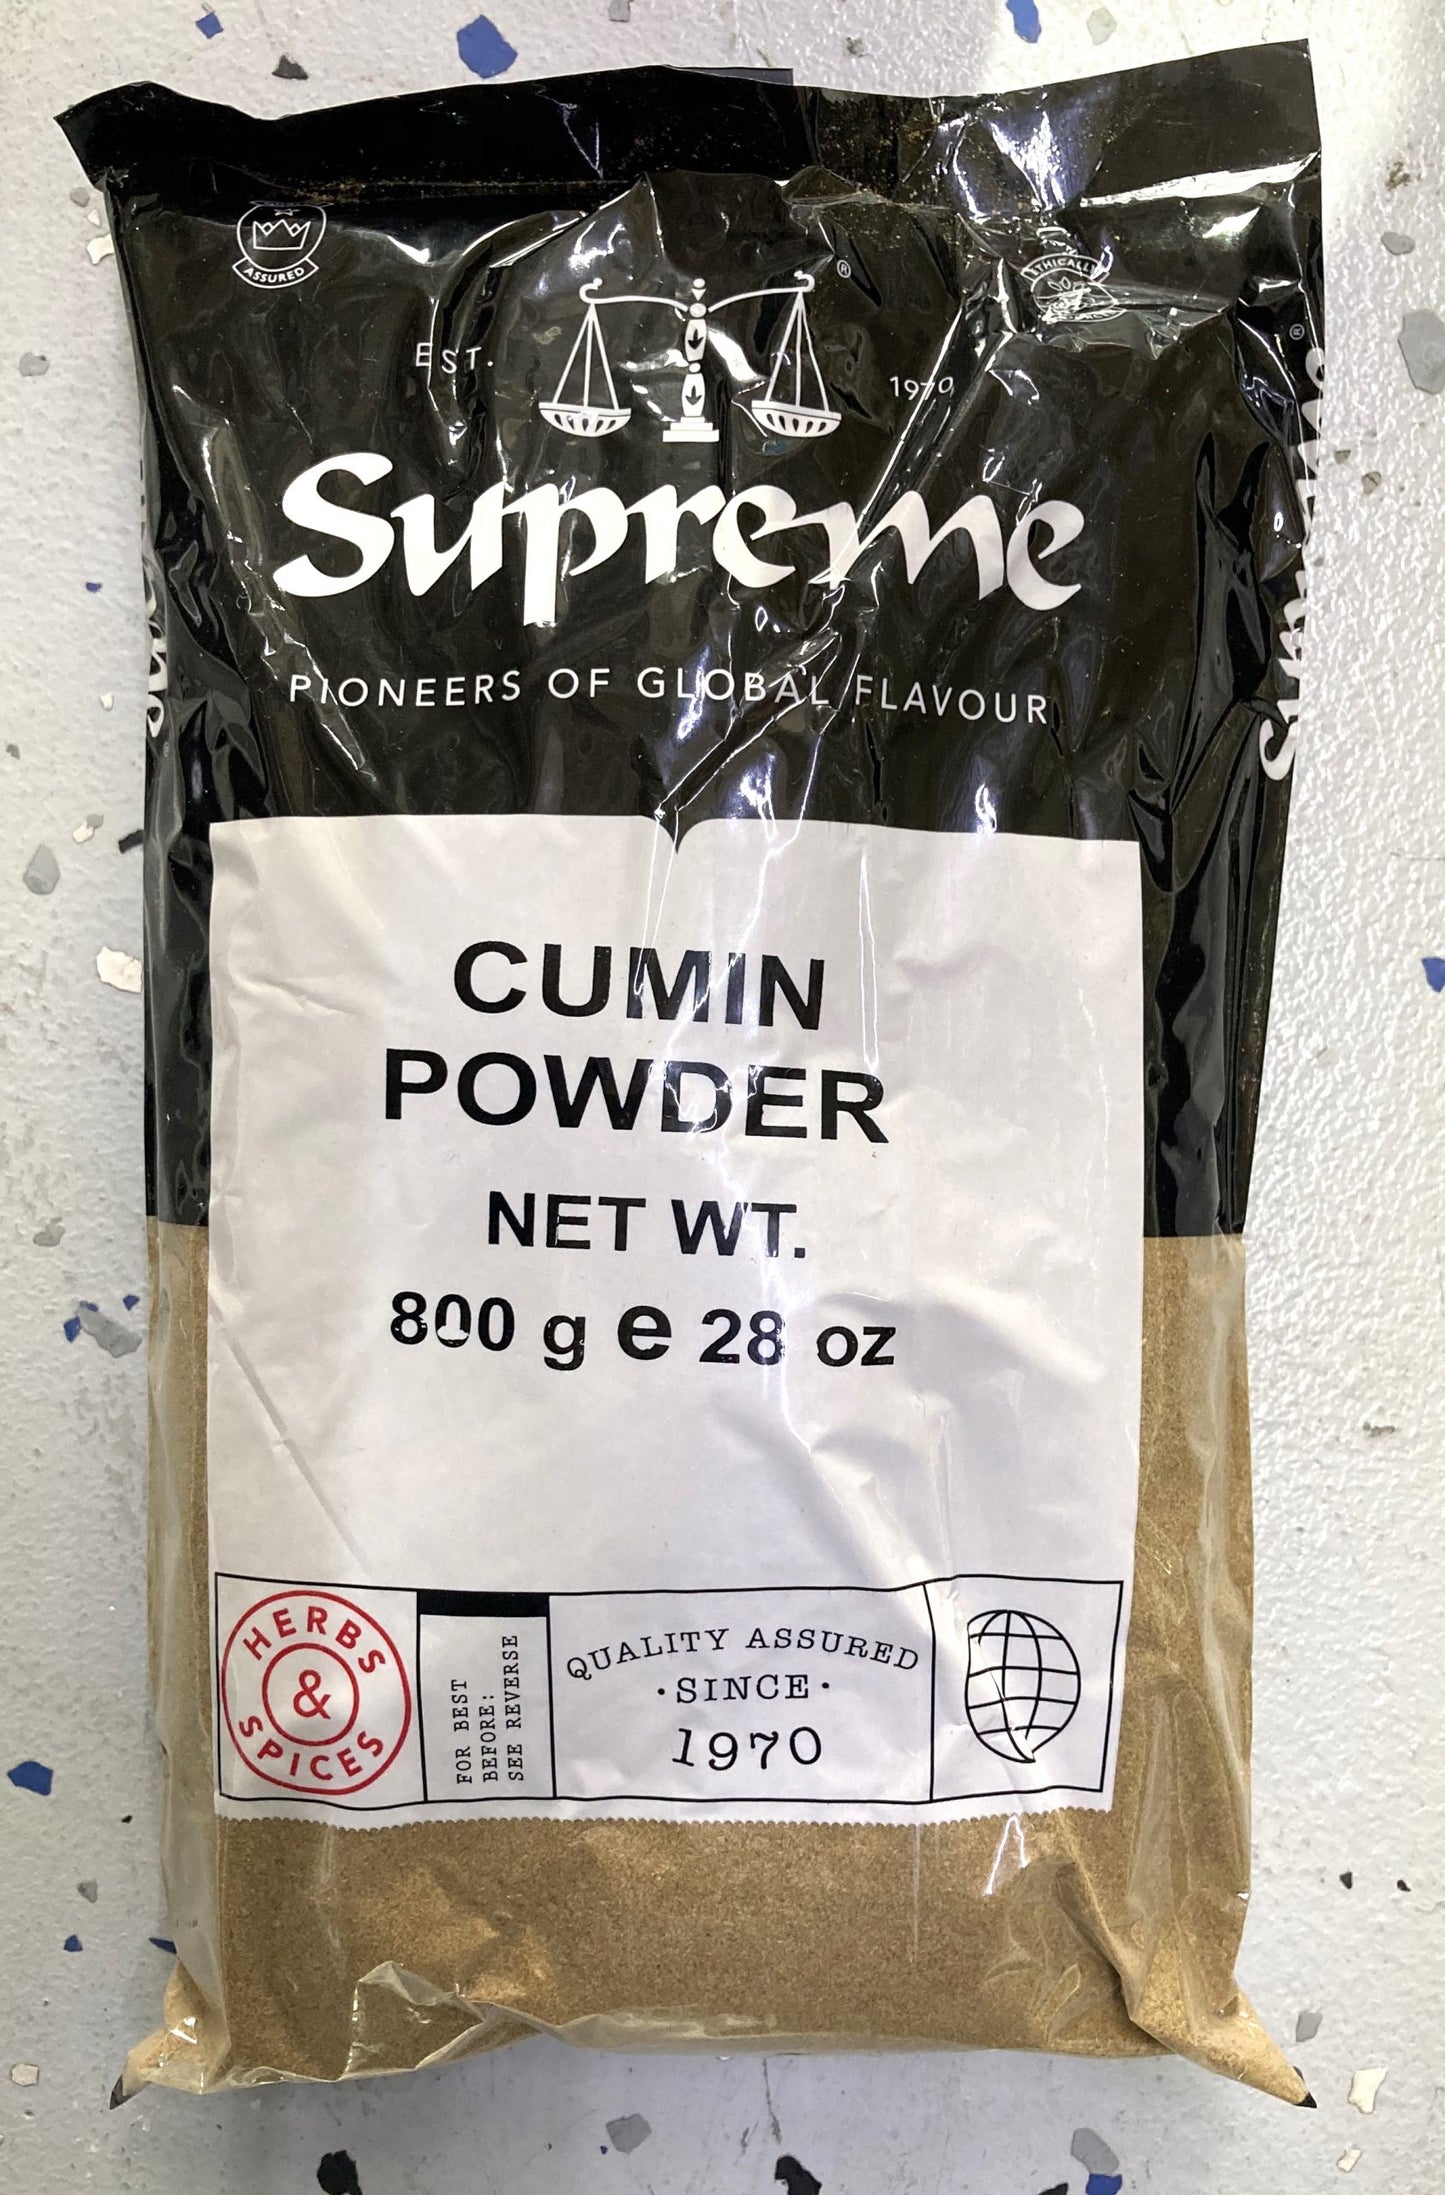 ASSURED
ETHICALLY
®
EST.
1970
Supreme
PIONEERS OF GLOBAL FLAVOUR
CUMIN
POWDER
NET WT.
800 g e 28 oz
HERBS
&
SPICES
FOR BEST
BEFORE:
SEE REVERSE
QUALITY ASSURED
·SINCE·
1970